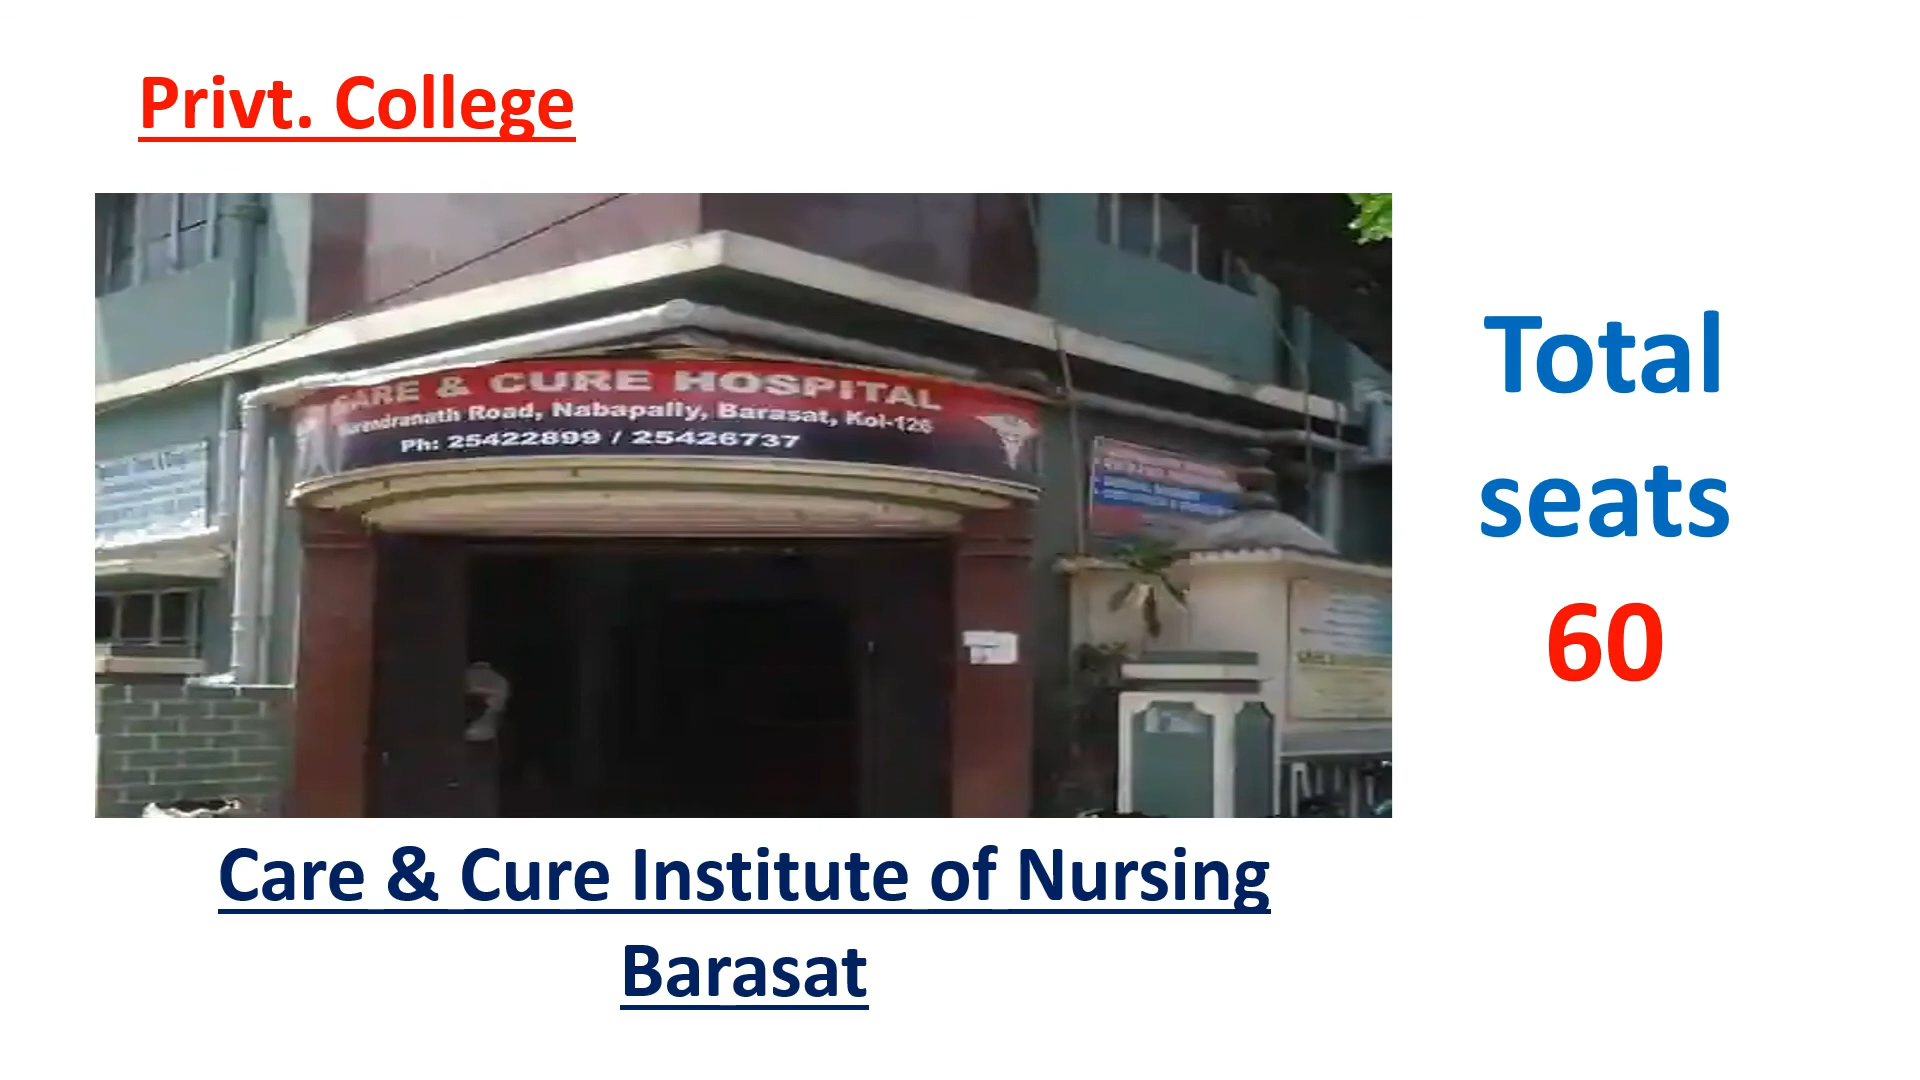 Privt. College
CARE & CURE HOSPITAL
Road, Nabapally, Barasat, Kol-126
Ph: 25422899 / 25426737
Total
seats
60
Care & Cure Institute of Nursing
Barasat